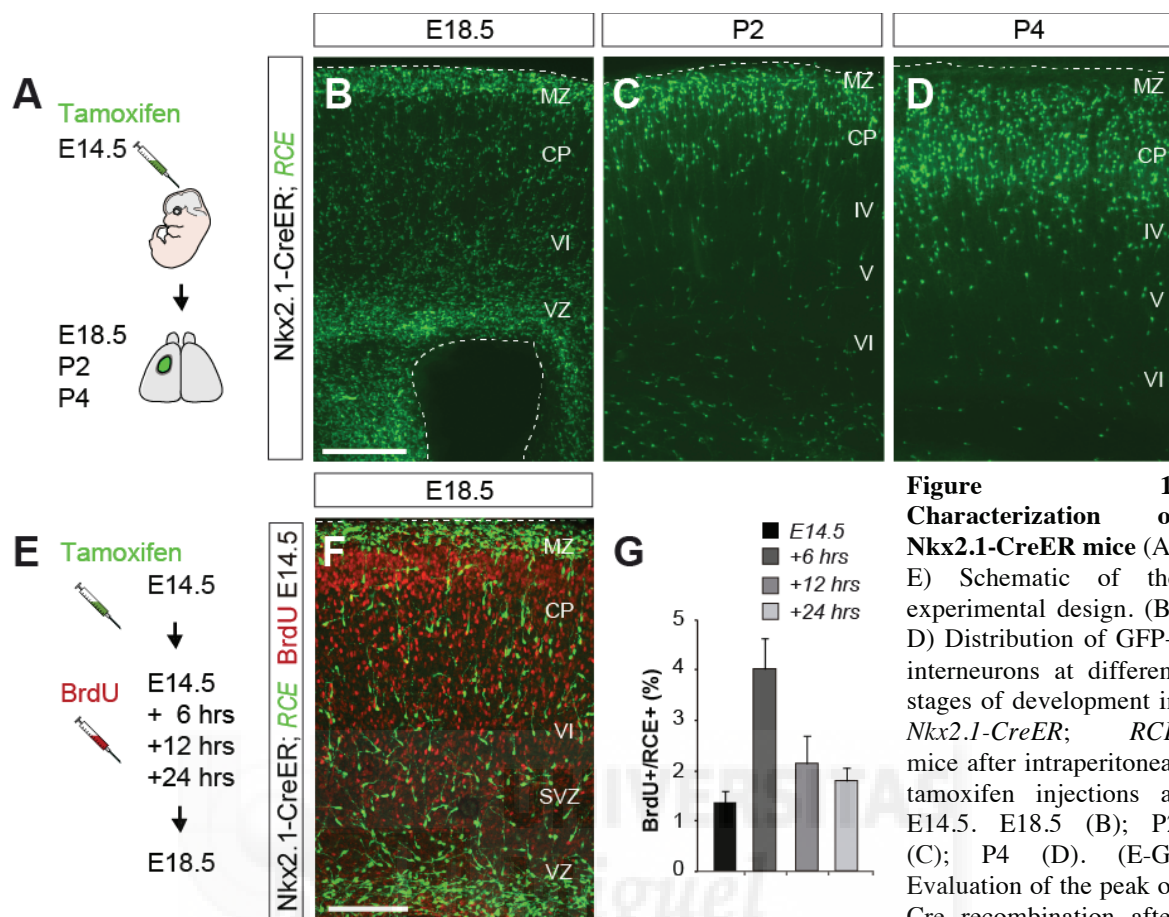 E18.5
P2
P4
A
Tamoxifen
E14.5
E18.5
P2
P4
Nkx2.1-CreER; RCE
B
MZ
CP
VI
VZ
C
MZ
CP
IV
V
VI
D
MZ
CP
IV
V
VI
E
Tamoxifen
E14.5
BrdU
E14.5
+ 6 hrs
+12 hrs
+24 hrs
E18.5
E18.5
Nkx2.1-CreER; RCE BrdU E14.5
F
MZ
CP
VI
SVZ
VZ
G
E14.5
+6 hrs
+12 hrs
+24 hrs
BrdU+/RCE+ (%)
5
4
3
2
1
0
Figure 1
Characterization o
Nkx2.1-CreER mice (A
E) Schematic of the
experimental design. (B
D) Distribution of GFP-
interneurons at differen
stages of development in
Nkx2.1-CreER; RCE
mice after intraperitonea
tamoxifen injections a
E14.5. E18.5 (B); P2
(C); P4 (D). (E-G
Evaluation of the peak o
Cre recombination after